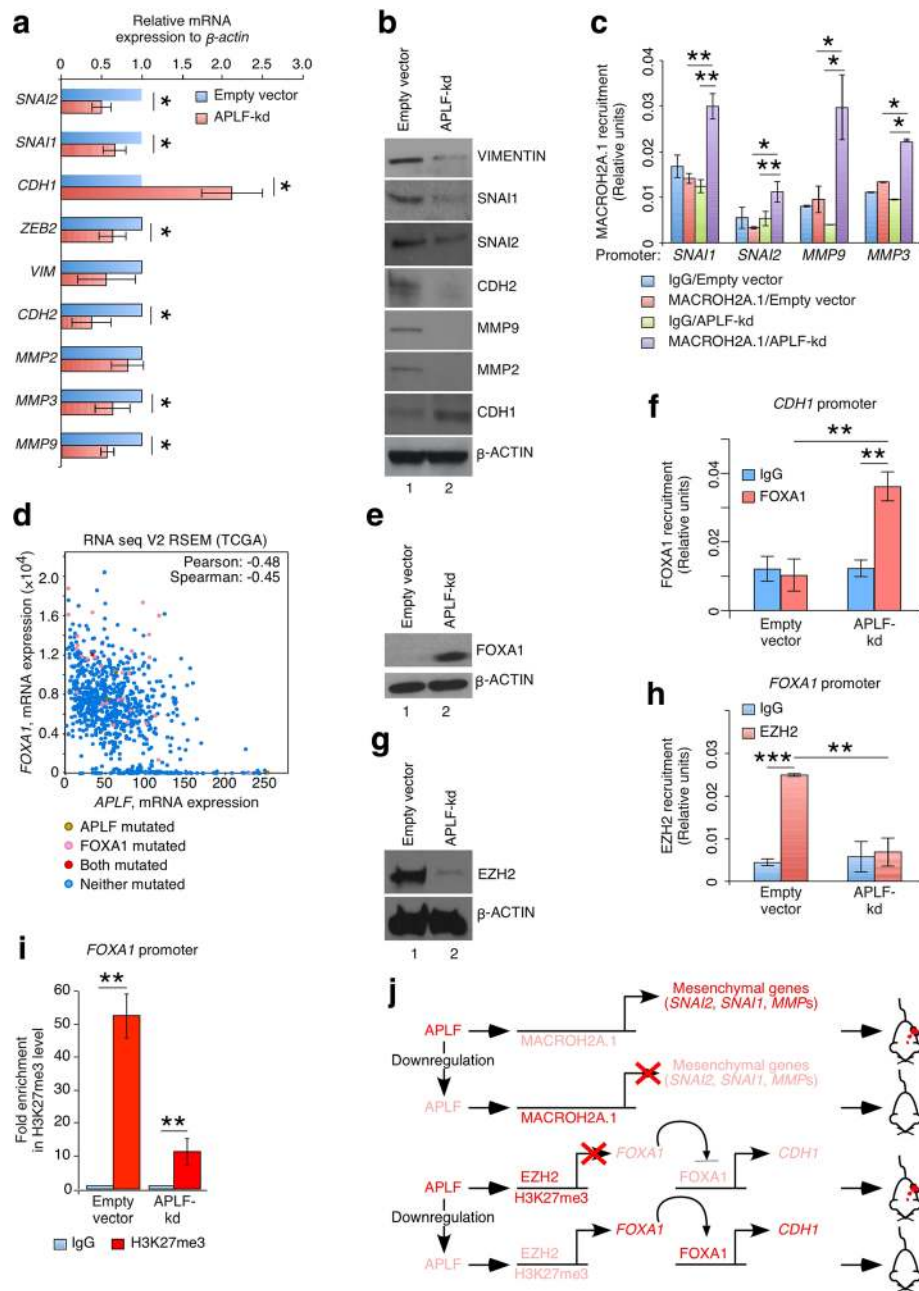 a
Relative mRNA
expression to β-actin
0 0.5 1.0 1.5 2.0 2.5 3.0
Empty vector
APLF-kd
SNAI2 *
SNAI1 *
CDH1 *
ZEB2 *
VIM
CDH2 *
MMP2
MMP3 *
MMP9 *
b
Empty vector
APLF-kd
VIMENTIN
SNAI1
SNAI2
CDH2
MMP9
MMP2
CDH1
β-ACTIN
1 2
c
MACROH2A.1 recruitment
(Relative units)
0.04
0.03
0.02
0.01
0
** **
* **
* *
* *
Promoter: SNAI1 SNAI2 MMP9 MMP3
IgG/Empty vector
MACROH2A.1/Empty vector
IgG/APLF-kd
MACROH2A.1/APLF-kd
d
RNA seq V2 RSEM (TCGA)
Pearson: -0.48
Spearman: -0.45
FOXA1, mRNA expression (×10⁴)
2.0
1.6
1.2
0.8
0.4
0
0 50 100 150 200 250
APLF, mRNA expression
APLF mutated
FOXA1 mutated
Both mutated
Neither mutated
e
Empty vector
APLF-kd
FOXA1
β-ACTIN
1 2
f
CDH1 promoter
**
**
IgG
FOXA1
FOXA1 recruitment
(Relative units)
0.04
0.02
0
Empty
vector
APLF-
kd
g
Empty vector
APLF-kd
EZH2
β-ACTIN
1 2
h
FOXA1 promoter
IgG
EZH2
*** **
EZH2 recruitment
(Relative units)
0.03
0.02
0.01
0
Empty
vector
APLF-
kd
i
FOXA1 promoter
**
**
Fold enrichment
in H3K27me3 level
60
50
40
30
20
10
0
Empty
vector
APLF-
kd
IgG H3K27me3
j
Mesenchymal genes
(SNAI2, SNAI1, MMPs)
APLF
MACROH2A.1
Downregulation
Mesenchymal genes
(SNAI2, SNAI1, MMPs)
APLF
MACROH2A.1
FOXA1 CDH1
APLF EZH2 FOXA1
H3K27me3
Downregulation
FOXA1 CDH1
APLF EZH2 FOXA1
H3K27me3